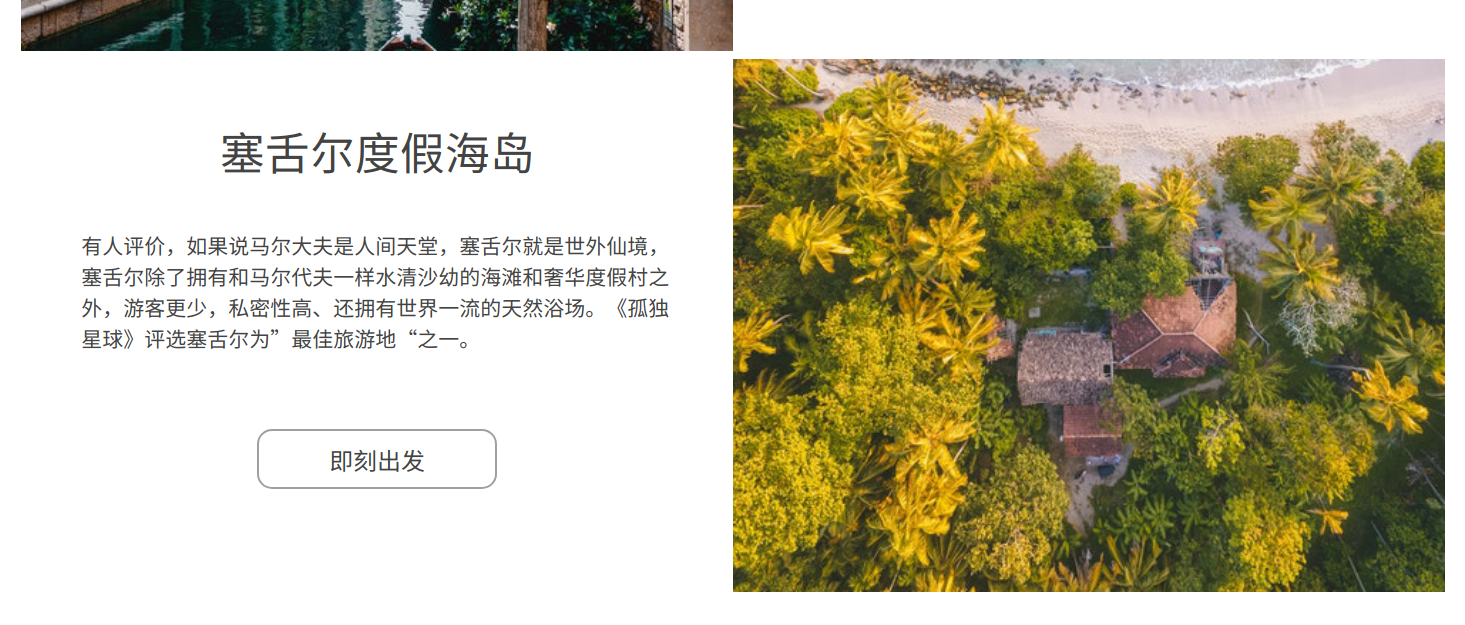 塞舌尔度假海岛
有人评价，如果说马尔大夫是人间天堂，塞舌尔就是世外仙境，
塞舌尔除了拥有和马尔代夫一样水清沙幼的海滩和奢华度假村之
外，游客更少，私密性高、还拥有世界一流的天然浴场。《孤独
星球》评选塞舌尔为”最佳旅游地“之一。
即刻出发